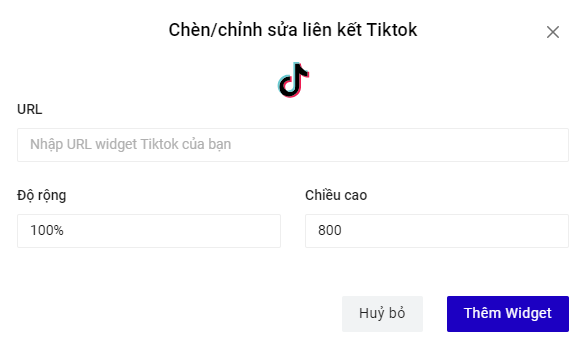 Chèn/chỉnh sửa liên kết Tiktok
URL
Nhập URL widget Tiktok của bạn
Độ rộng
Chiều cao
100%
800
Huỷ bỏ
Thêm Widget